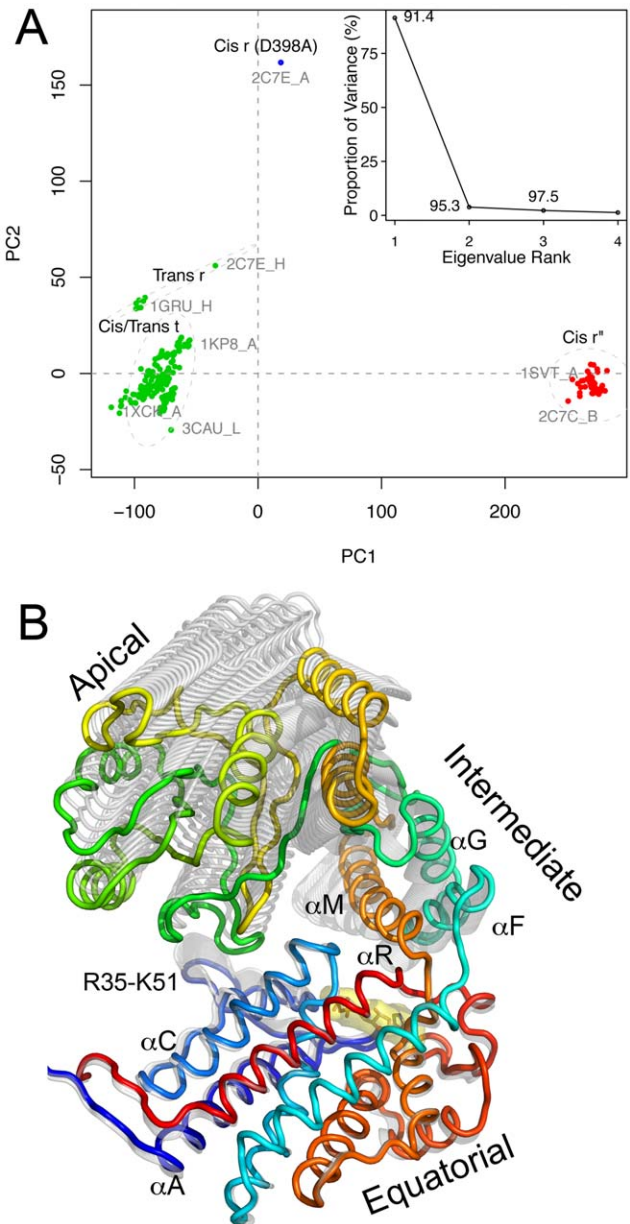 A
Cis r (D398A)
2C7E_A
PC2
150
100
50
0
−50
−100
0
100
200
PC1
Trans r
2C7E_H
1GRU_H
Cis/Trans t
1KP8_A
1XCK_A
3CAU_L
Cis r"
1SVT_A
2C7C_B
Proportion of Variance (%)
75
50
25
0
91.4
95.3
97.5
1
2
3
4
Eigenvalue Rank
B
Apical
Intermediate
αG
αM
αF
αR
R35-K51
αC
αA
Equatorial